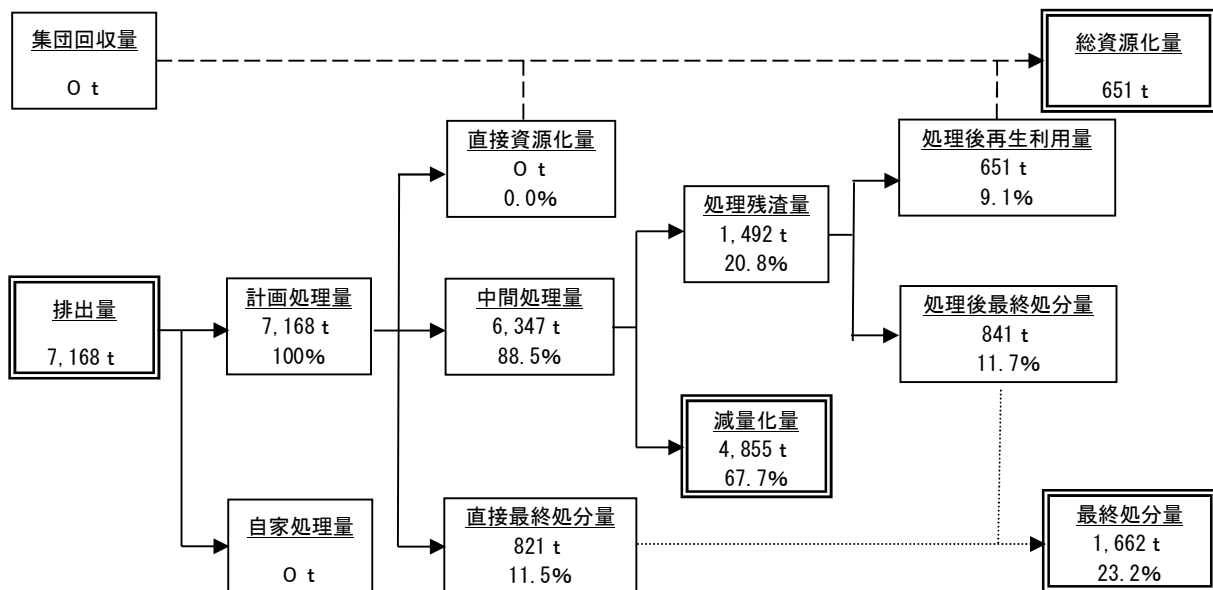 集団回収量
0 t
総資源化量
651 t
直接資源化量
0 t
0.0%
処理後再生利用量
651 t
9.1%
処理残渣量
1,492 t
20.8%
排出量
7,168 t
計画処理量
7,168 t
100%
中間処理量
6,347 t
88.5%
処理後最終処分量
841 t
11.7%
減量化量
4,855 t
67.7%
自家処理量
0 t
直接最終処分量
821 t
11.5%
最終処分量
1,662 t
23.2%